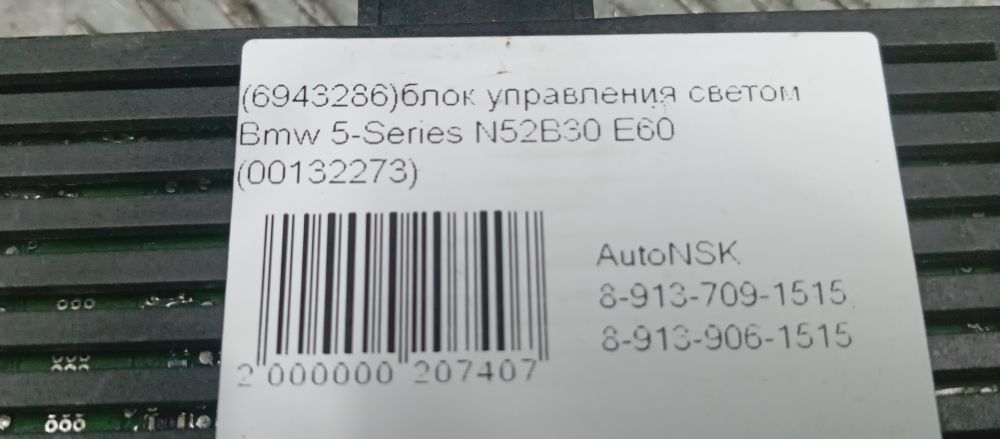 (6943286)блок управления светом
Bmw 5-Series N52B30 E60
(00132273)
AutoNSK
8-913-709-1515
8-913-906-1515
2 000000 207407